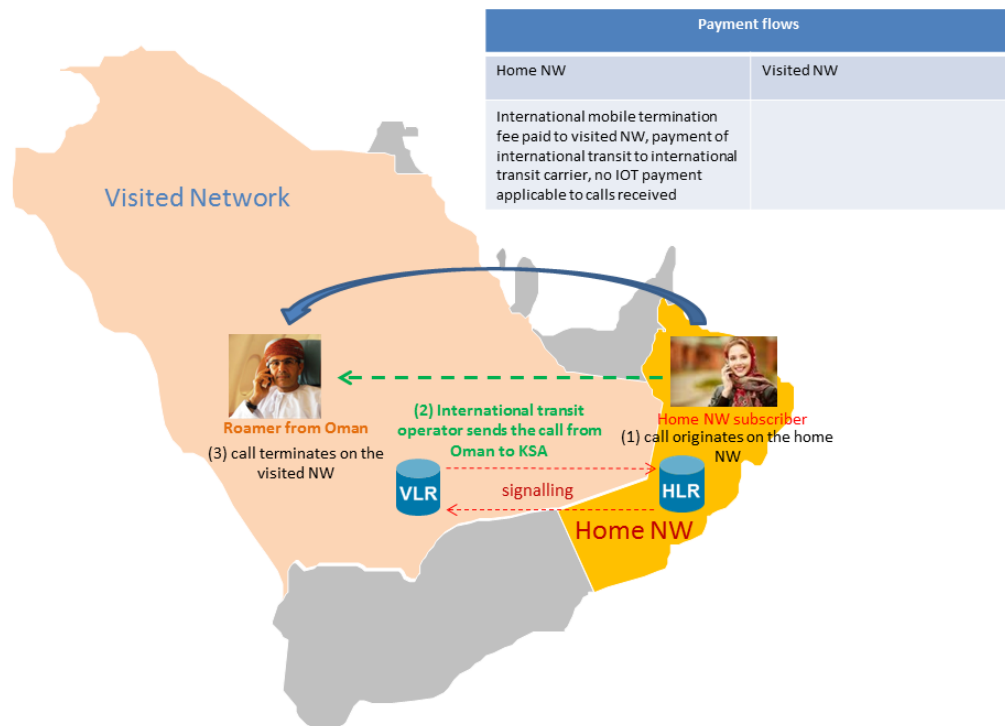 Payment flows
Home NW
Visited NW
International mobile termination
fee paid to visited NW, payment of
international transit to international
transit carrier, no IOT payment
applicable to calls received
Visited Network
Roamer from Oman
(3) call terminates on the
visited NW
(2) International transit
operator sends the call from
Oman to KSA
Home NW subscriber
(1) call originates on the home
NW
VLR
signalling
HLR
Home NW